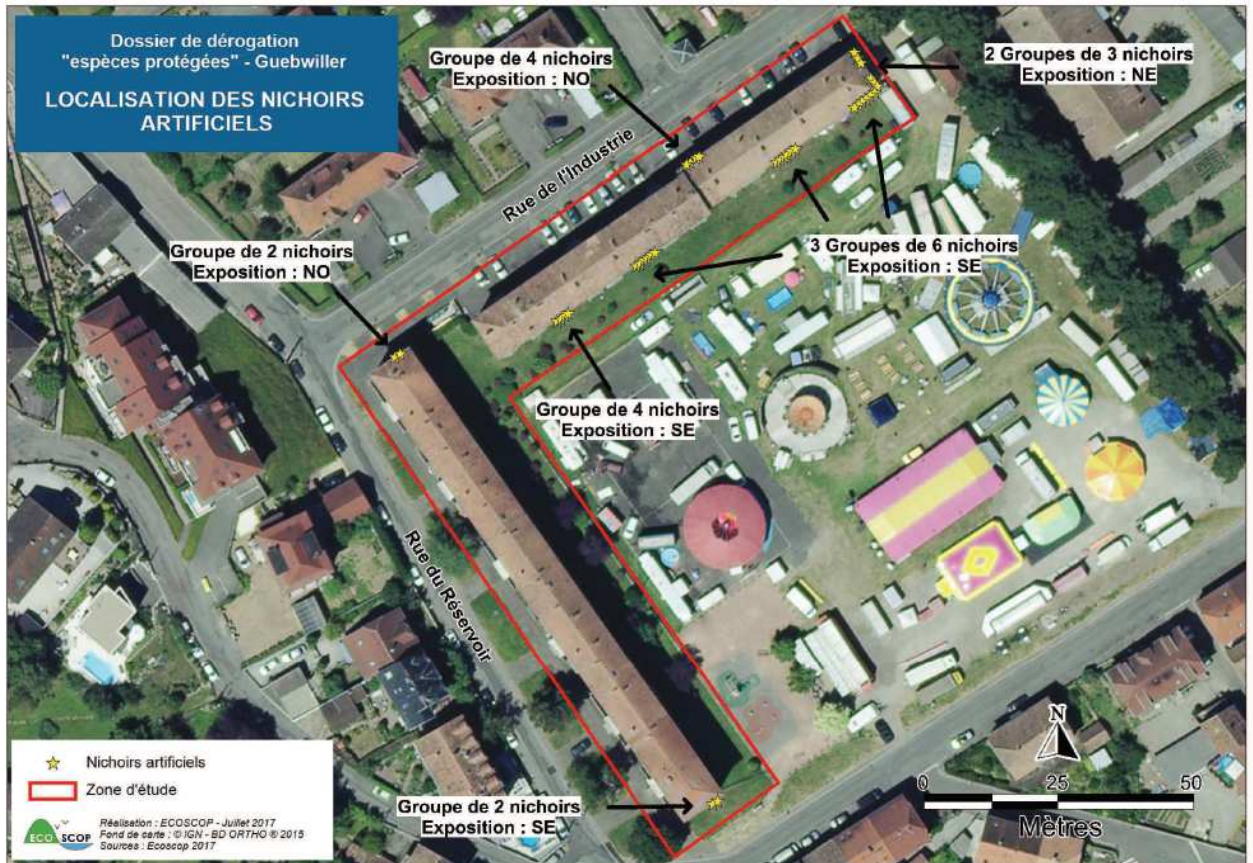 Dossier de dérogation
"espèces protégées" - Guebwiller
LOCALISATION DES NICHOIRS
ARTIFICIELS
Groupe de 4 nichoirs
Exposition : NO
2 Groupes de 3 nichoirs
Exposition : NE
Rue de l'Industrie
Groupe de 2 nichoirs
Exposition : NO
3 Groupes de 6 nichoirs
Exposition : SE
Groupe de 4 nichoirs
Exposition : SE
Rue du Réservoir
Groupe de 2 nichoirs
Exposition : SE
Nichoirs artificiels
Zone d'étude
ECO SCOP
Réalisation : ECOSCOP - Juillet 2017
Fond de carte : © IGN - BD ORTHO ® 2015
Sources : Ecoscop 2017
N
0 25 50
Mètres